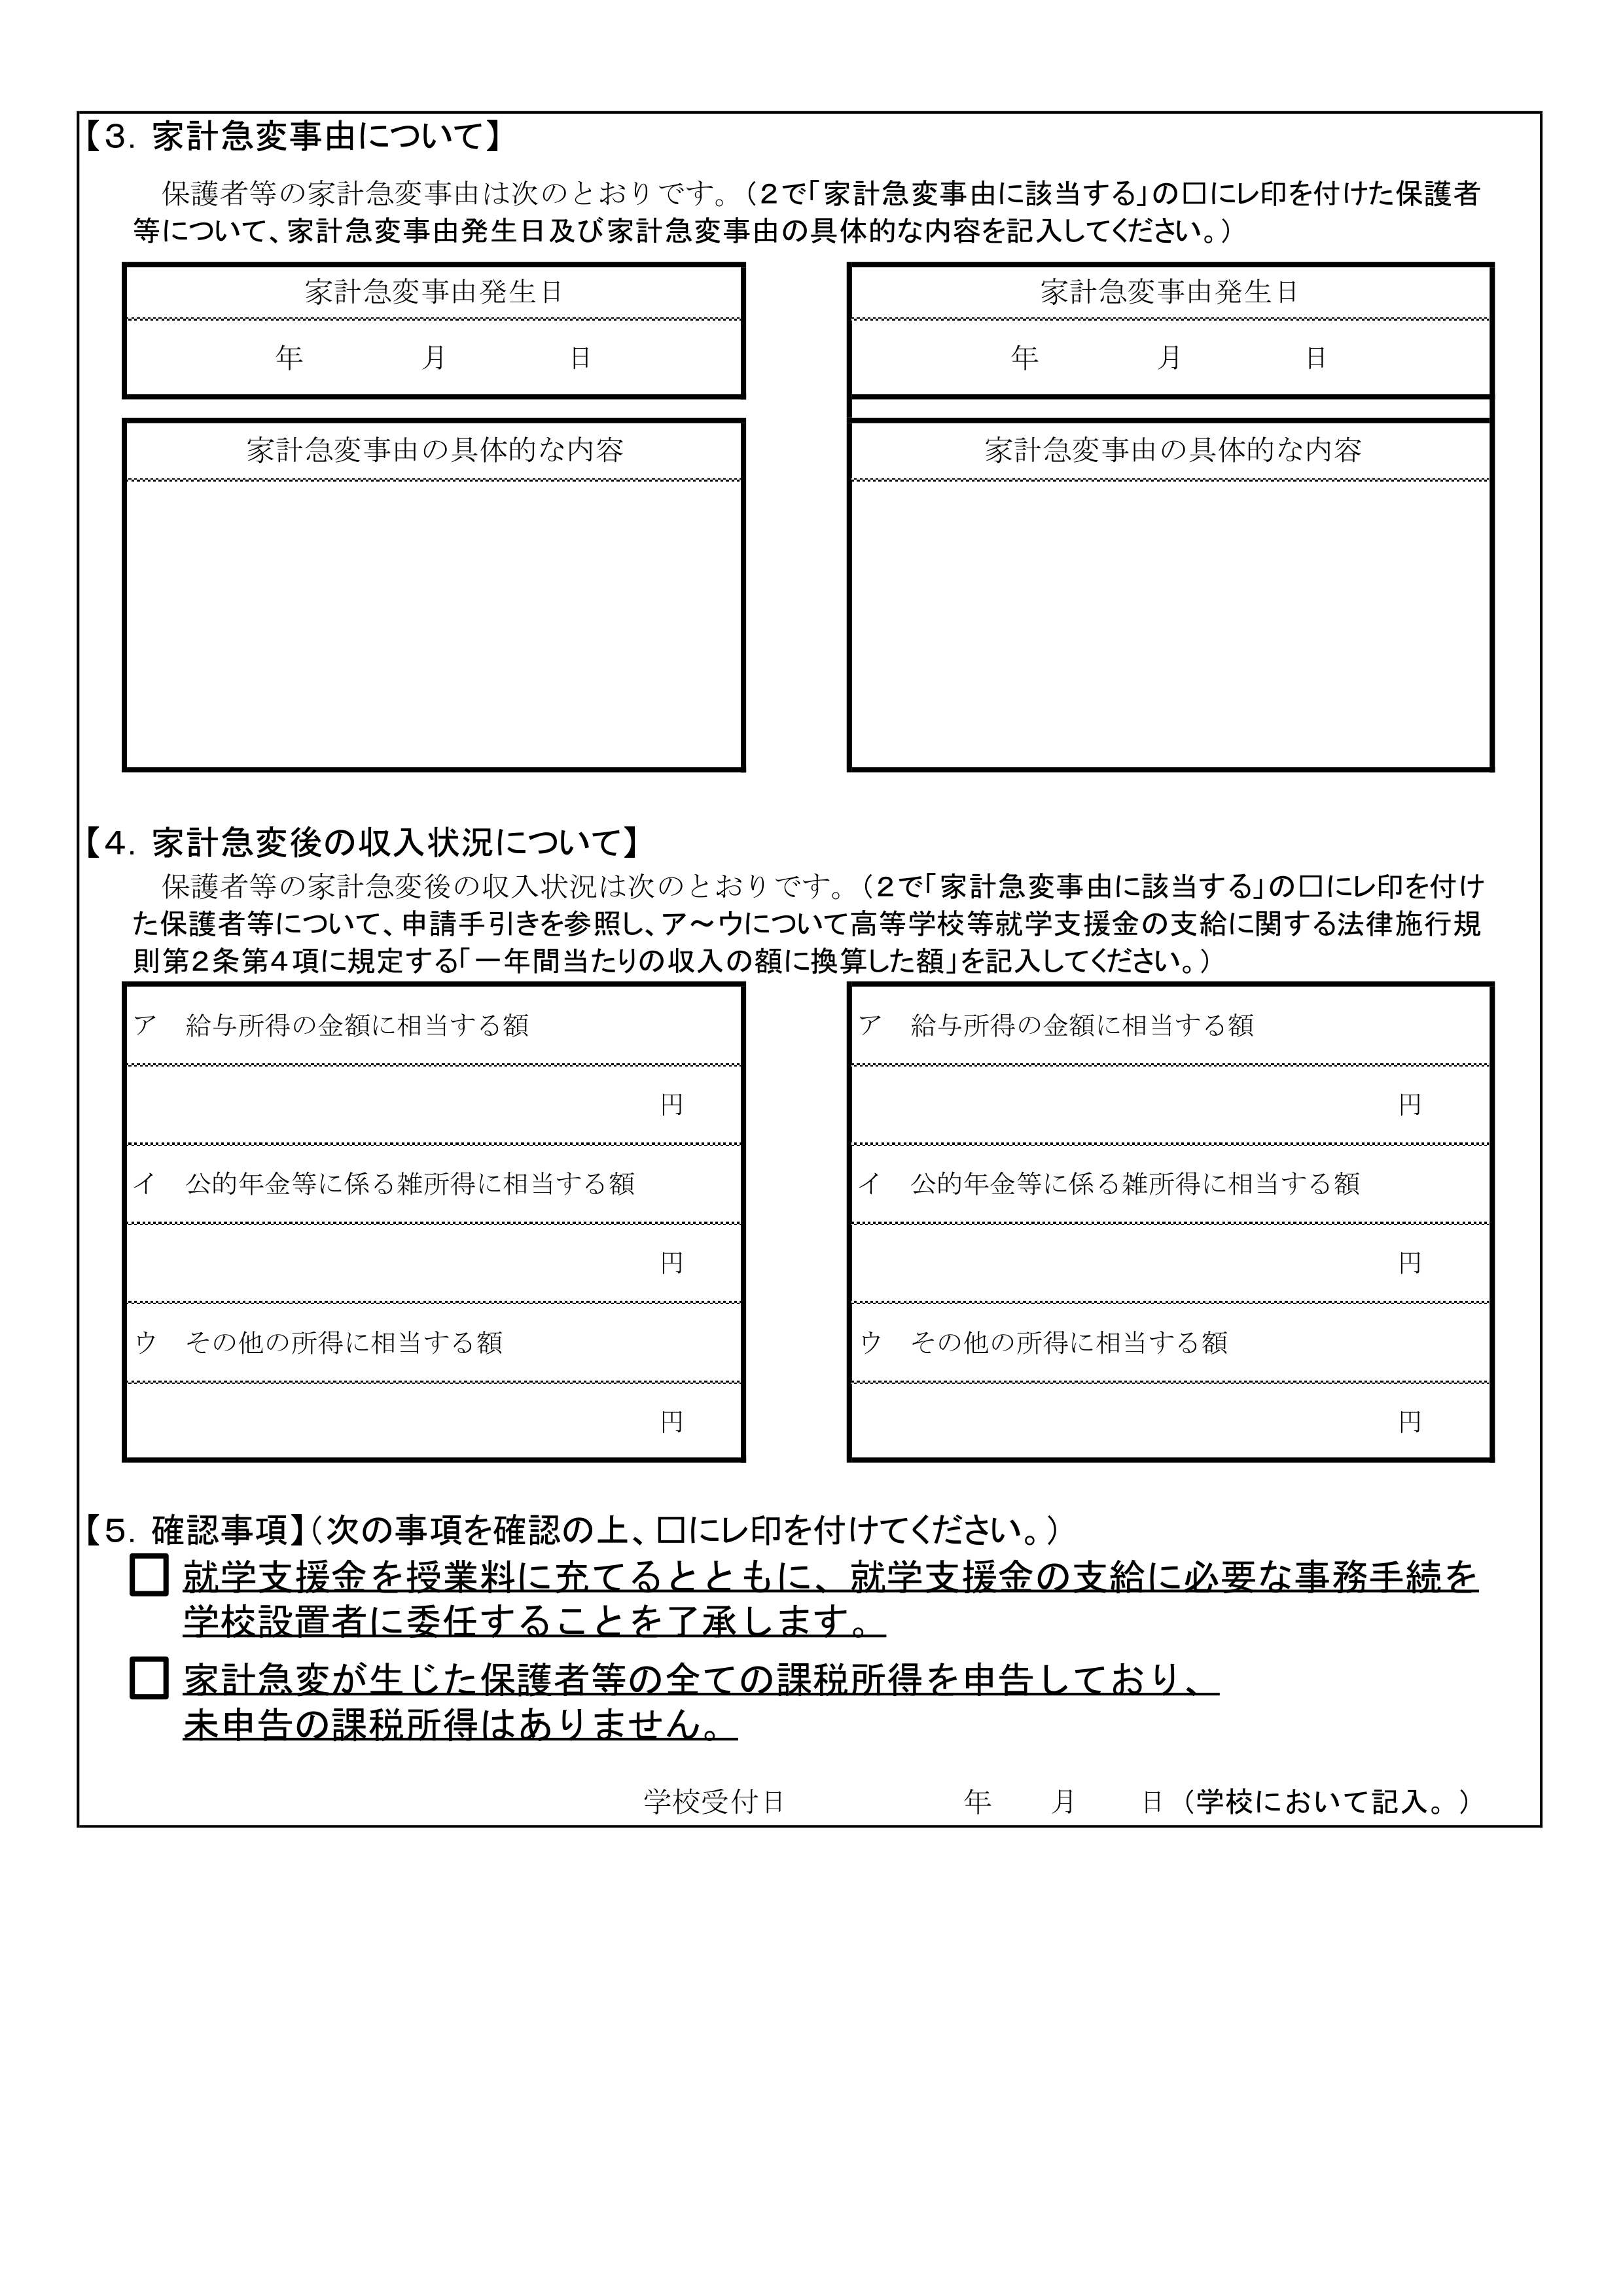 【３．家計急変事由について】
保護者等の家計急変事由は次のとおりです。（２で「家計急変事由に該当する」の□にレ印を付けた保護者
等について、家計急変事由発生日及び家計急変事由の具体的な内容を記入してください。）
家計急変事由発生日
年　月　日
家計急変事由の具体的な内容
家計急変事由発生日
年　月　日
家計急変事由の具体的な内容
【４．家計急変後の収入状況について】
保護者等の家計急変後の収入状況は次のとおりです。（２で「家計急変事由に該当する」の□にレ印を付け
た保護者等について、申請手引きを参照し、ア～ウについて高等学校等就学支援金の支給に関する法律施行規
則第２条第４項に規定する「一年間当たりの収入の額に換算した額」を記入してください。）
ア　給与所得の金額に相当する額
円
イ　公的年金等に係る雑所得に相当する額
円
ウ　その他の所得に相当する額
円
ア　給与所得の金額に相当する額
円
イ　公的年金等に係る雑所得に相当する額
円
ウ　その他の所得に相当する額
円
【５．確認事項】（次の事項を確認の上、□にレ印を付けてください。）
□ 就学支援金を授業料に充てるとともに、就学支援金の支給に必要な事務手続を
学校設置者に委任することを了承します。
□ 家計急変が生じた保護者等の全ての課税所得を申告しており、
未申告の課税所得はありません。
学校受付日　年　月　日（学校において記入。）